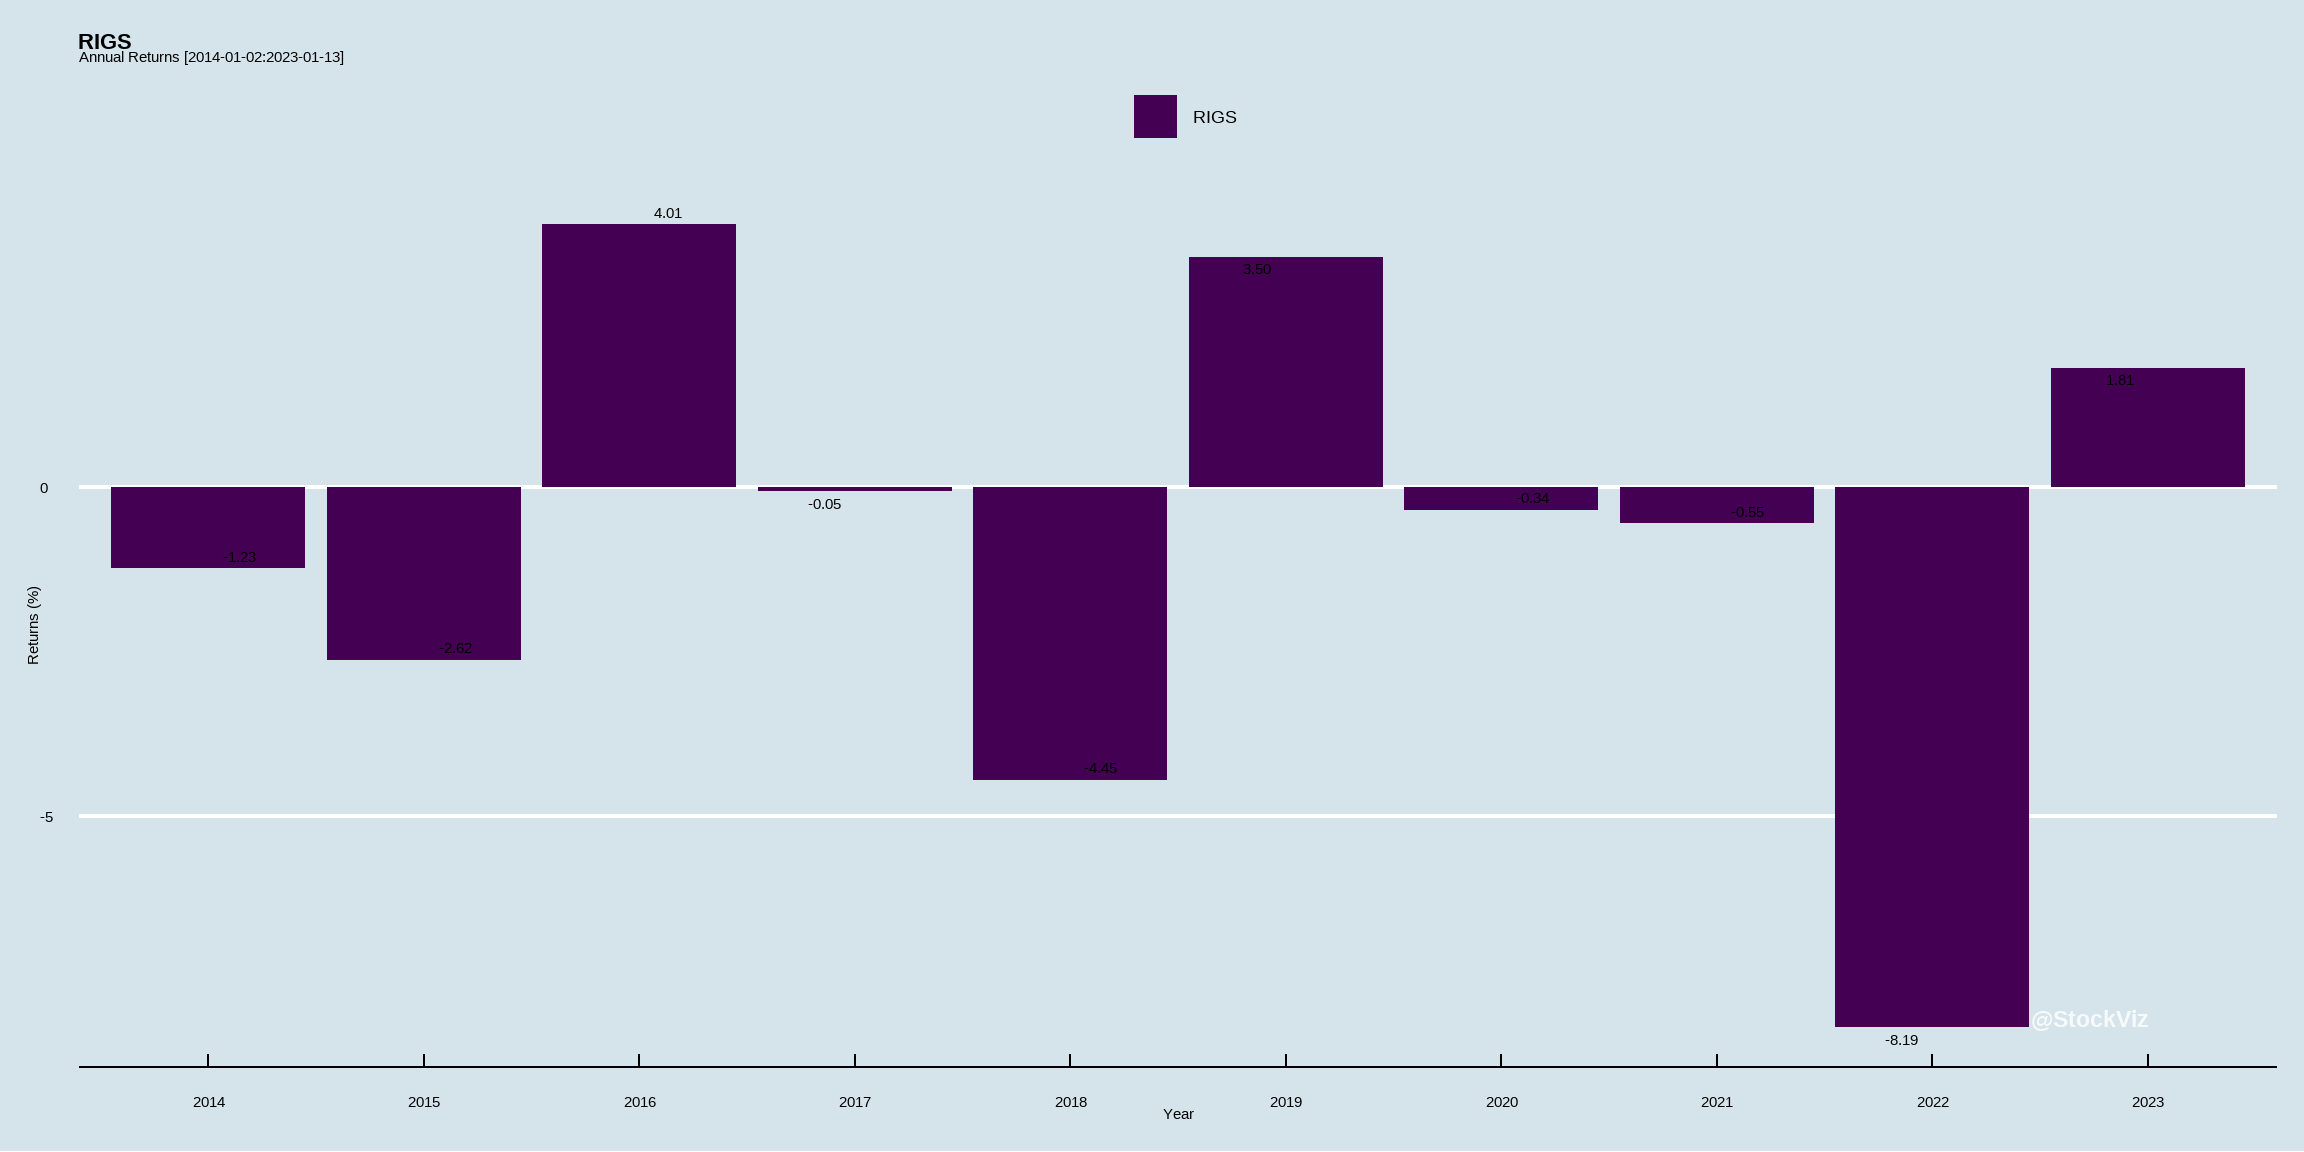 RIGS
Annual Returns [2014-01-02:2023-01-13]
RIGS
4.01
3.50
1.81
0
-0.05
-0.34
-0.55
-1.23
-2.62
-4.45
Returns (%)
-5
@StockViz
-8.19
2014 2015 2016 2017 2018 2019 2020 2021 2022 2023
Year